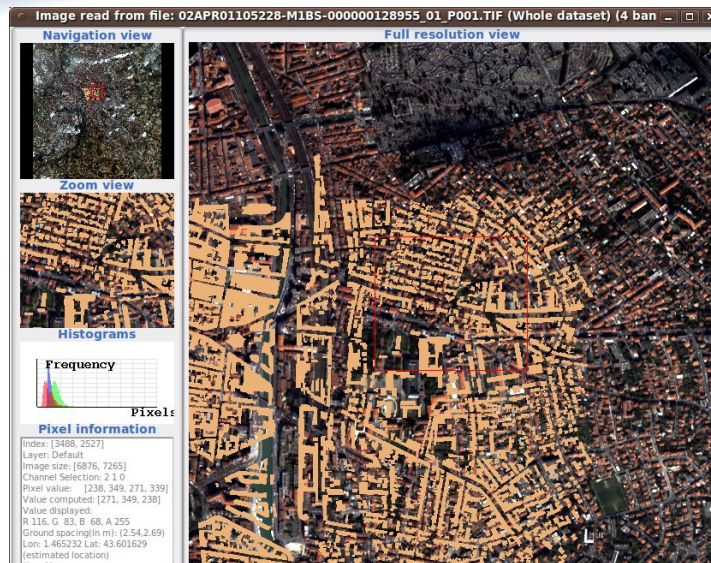 Image read from file: 02APR01105228-M1BS-000000128955_01_P001.TIF (Whole dataset) (4 ban
Navigation view
Full resolution view
Zoom view
Histograms
Frequency
Pixels
Pixel information
Index: [3488, 2527]
Layer: Default
Image size: [6876, 7265]
Channel Selection: 2 1 0
Pixel value: [238, 349, 271, 339]
Value computed: [271, 349, 238]
Value displayed:
R 116, G 83, B 68, A 255
Ground spacing(in m): (2.54,2.69)
Lon: 1.465232 Lat: 43.601629
(estimated location)